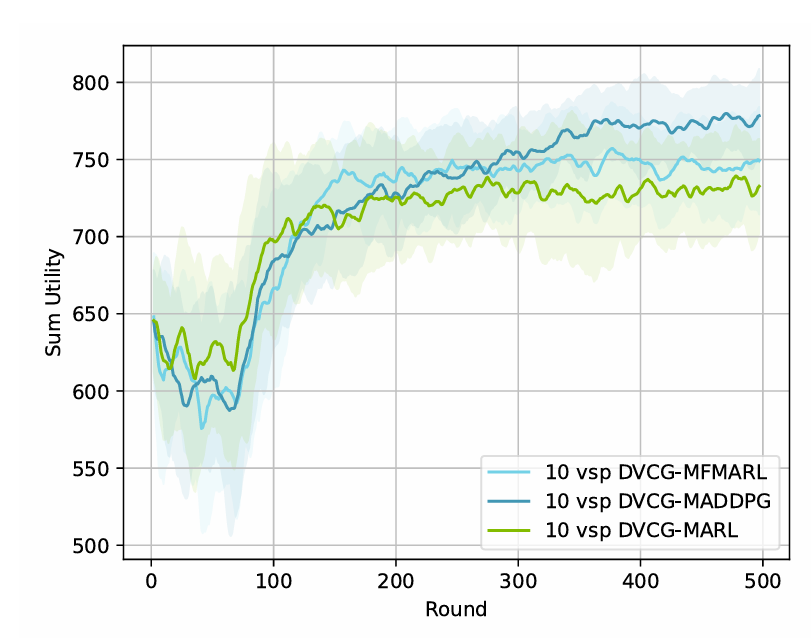 Sum Utility
800
750
700
650
600
550
500
0 100 200 300 400 500
Round
10 vsp DVCG-MFMARL
10 vsp DVCG-MADDPG
10 vsp DVCG-MARL